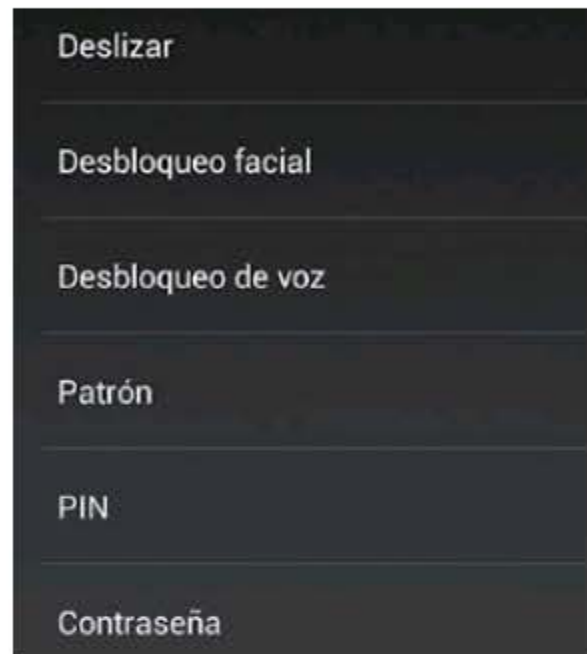 Deslizar
Desbloqueo facial
Desbloqueo de voz
Patrón
PIN
Contraseña